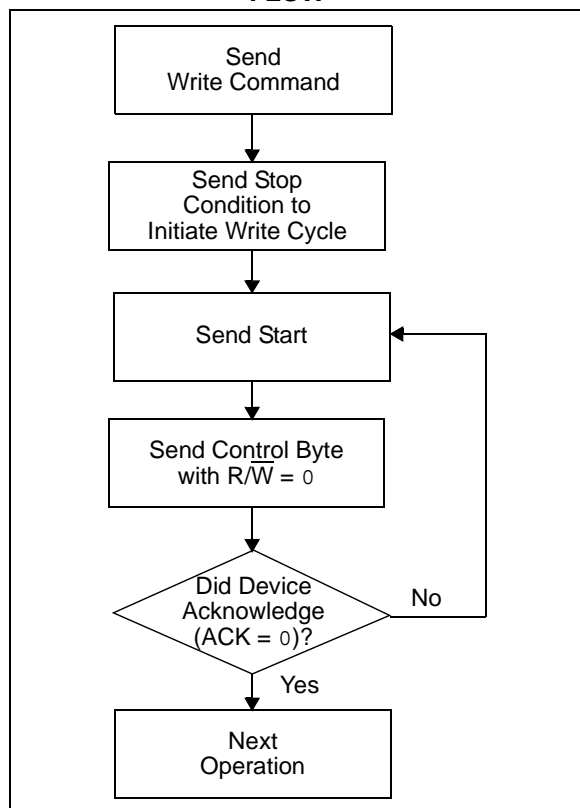 Send
Write Command
Send Stop
Condition to
Initiate Write Cycle
Send Start
Send Control Byte
with R/W̅ = 0
Did Device
Acknowledge
(ACK = 0)?
No
Yes
Next
Operation